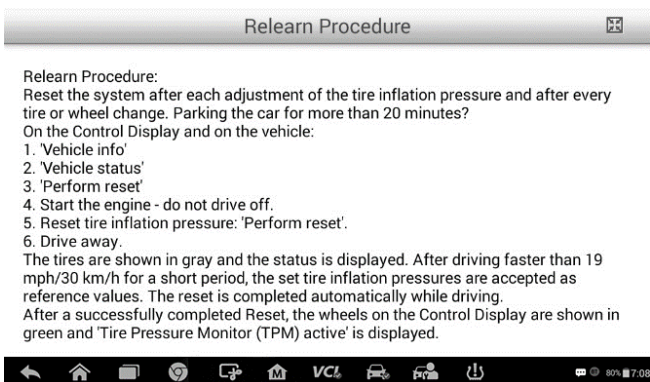 Relearn Procedure
Relearn Procedure:
Reset the system after each adjustment of the tire inflation pressure and after every
tire or wheel change. Parking the car for more than 20 minutes?
On the Control Display and on the vehicle:
1. 'Vehicle info'
2. 'Vehicle status'
3. 'Perform reset'
4. Start the engine - do not drive off.
5. Reset tire inflation pressure: 'Perform reset'.
6. Drive away.
The tires are shown in gray and the status is displayed. After driving faster than 19
mph/30 km/h for a short period, the set tire inflation pressures are accepted as
reference values. The reset is completed automatically while driving.
After a successfully completed Reset, the wheels on the Control Display are shown in
green and 'Tire Pressure Monitor (TPM) active' is displayed.
M VCI 80% 7:08